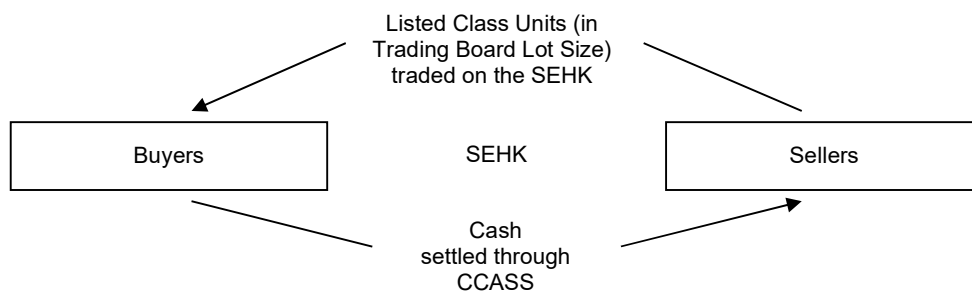 Listed Class Units (in
Trading Board Lot Size)
traded on the SEHK
Buyers
SEHK
Sellers
Cash
settled through
CCASS